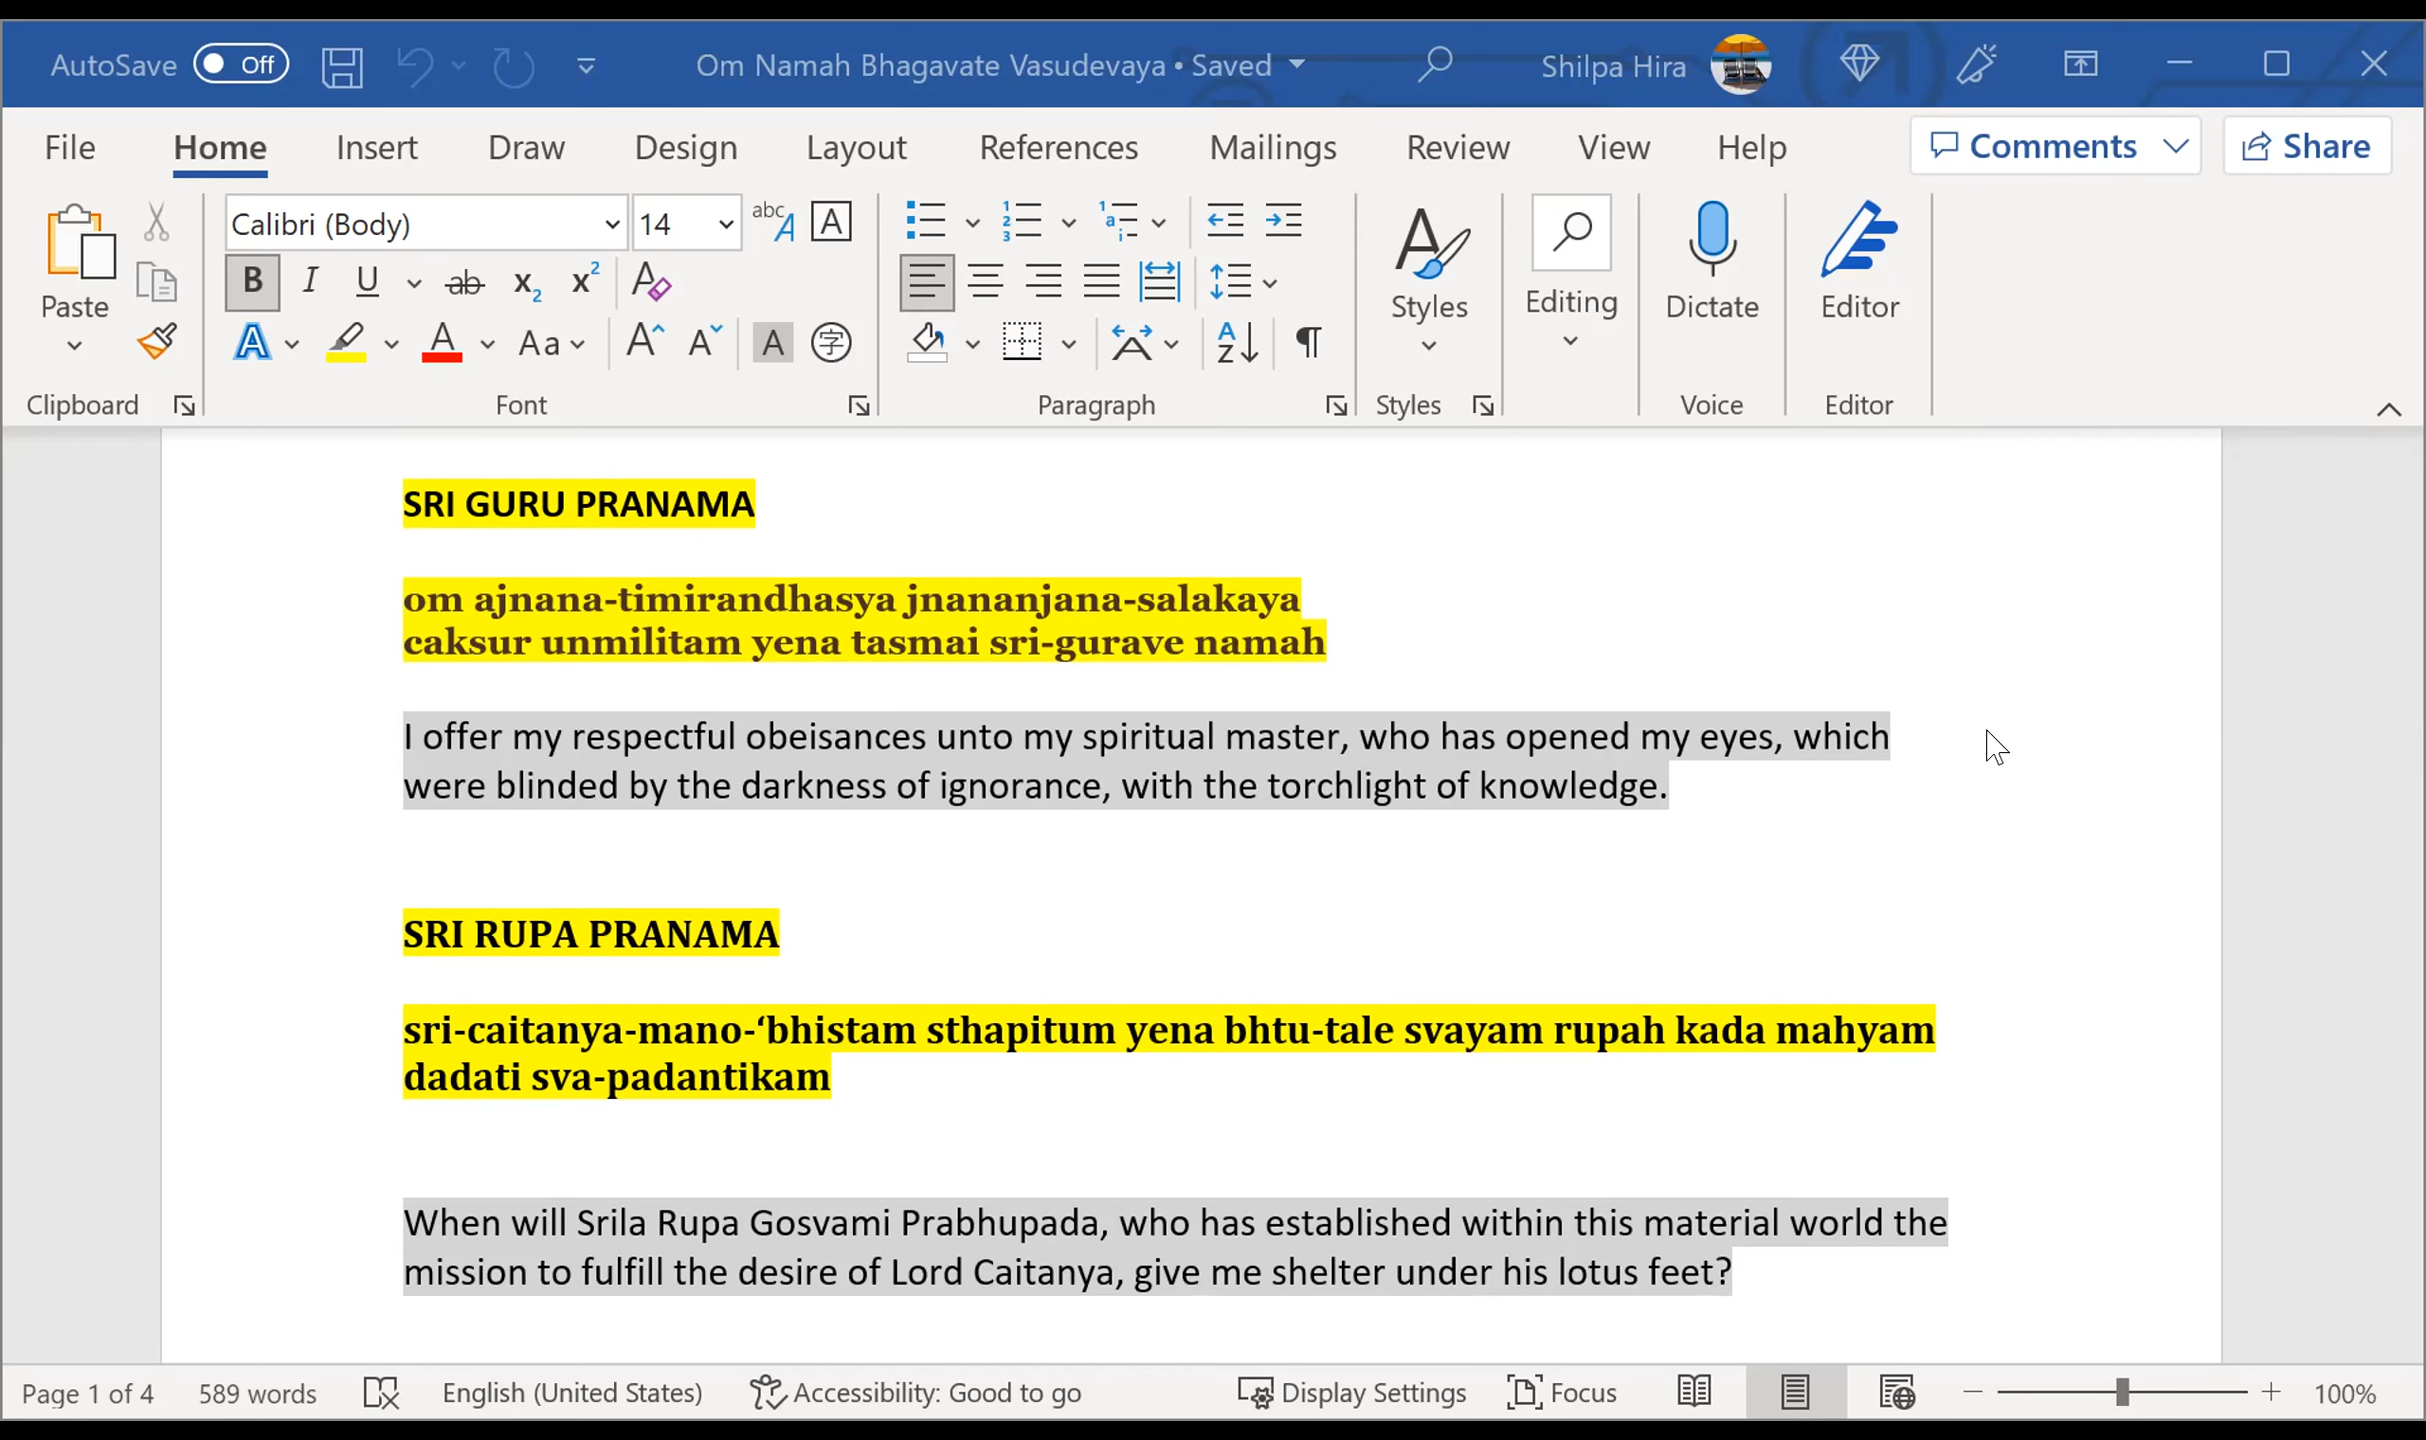 AutoSave Off Om Namah Bhagavate Vasudevaya • Saved Shilpa Hira
File Home Insert Draw Design Layout References Mailings Review View Help Comments Share
Calibri (Body) 14
Paste
Styles Editing Dictate Editor
Clipboard Font Paragraph Styles Voice Editor
SRI GURU PRANAMA
om ajnana-timirandhasya jnananjana-salakaya
caksur unmilitam yena tasmai sri-gurave namah
I offer my respectful obeisances unto my spiritual master, who has opened my eyes, which
were blinded by the darkness of ignorance, with the torchlight of knowledge.
SRI RUPA PRANAMA
sri-caitanya-mano-‘bhistam sthapitum yena bhtu-tale svayam rupah kada mahyam
dadati sva-padantikam
When will Srila Rupa Gosvami Prabhupada, who has established within this material world the
mission to fulfill the desire of Lord Caitanya, give me shelter under his lotus feet?
Page 1 of 4 589 words English (United States) Accessibility: Good to go Display Settings Focus 100%